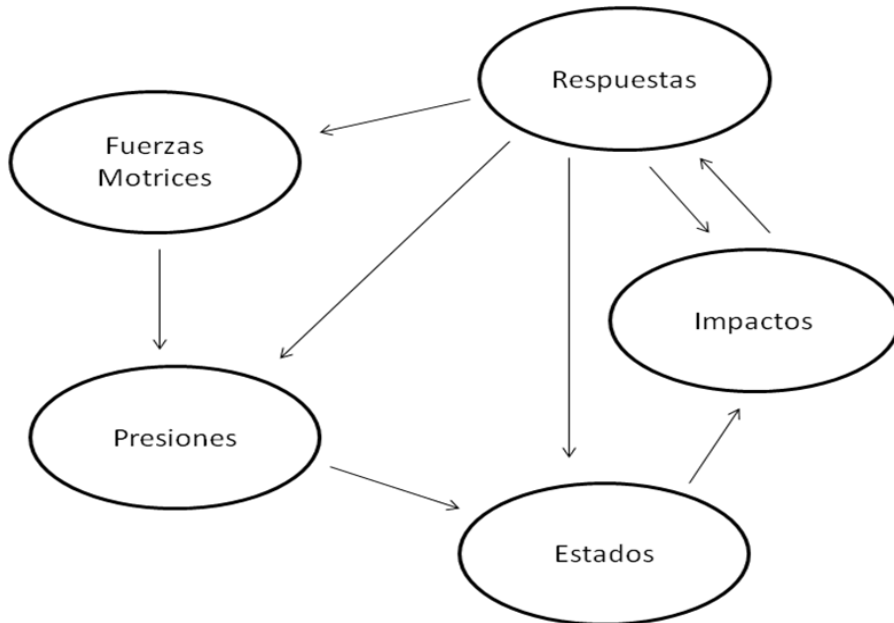 Respuestas
Fuerzas
Motrices
Impactos
Presiones
Estados